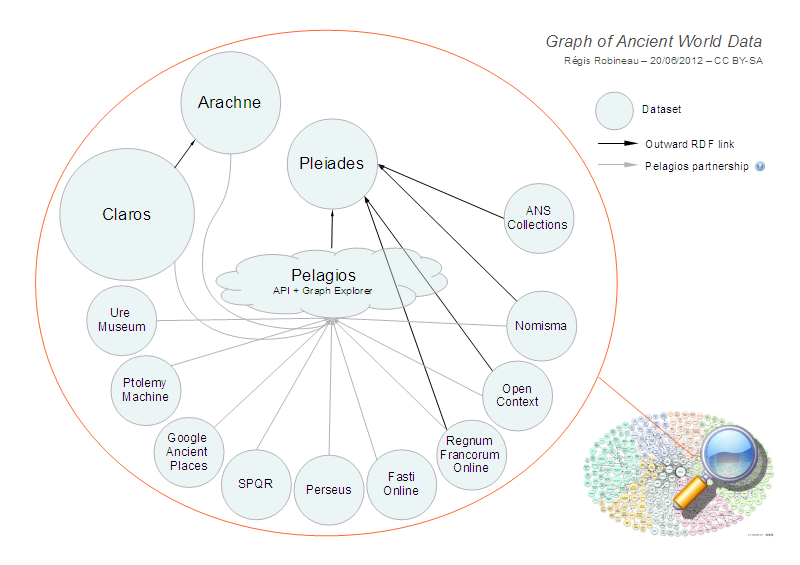 Graph of Ancient World Data
Régis Robineau – 20/06/2012 – CC BY-SA
Dataset
Outward RDF link
Pelagios partnership
?
Arachne
Pleiades
Claros
ANS
Collections
Pelagios
API + Graph Explorer
Ure
Museum
Nomisma
Ptolemy
Machine
Open
Context
Google
Ancient
Places
Regnum
Francorum
Online
SPQR
Perseus
Fasti
Online